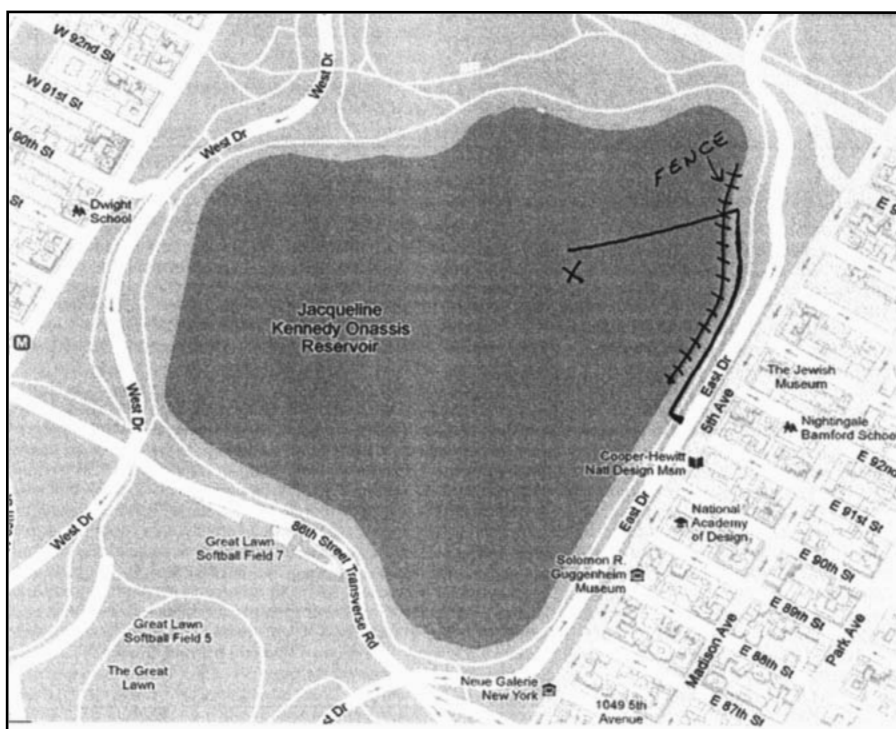 W 92nd St
W 91st St
W 90th St
West Dr
West Dr
Dwight
School
FENCE
X
Jacqueline
Kennedy Onassis
Reservoir
M
West Dr
East Dr
5th Ave
The Jewish
Museum
Nightingale
Bamford School
Cooper-Hewitt
Natl Design Msm
E 92nd
E 91st St
E 90th St
E 89th St
E 88th St
E 87th St
National
Academy
of Design
East Dr
West Dr
86th Street Transverse Rd
Great Lawn
Softball Field 7
Solomon R.
Guggenheim
Museum
Great Lawn
Softball Field 5
The Great
Lawn
Madison Ave
Park Ave
Neue Galerie
New York
1049 5th
Avenue